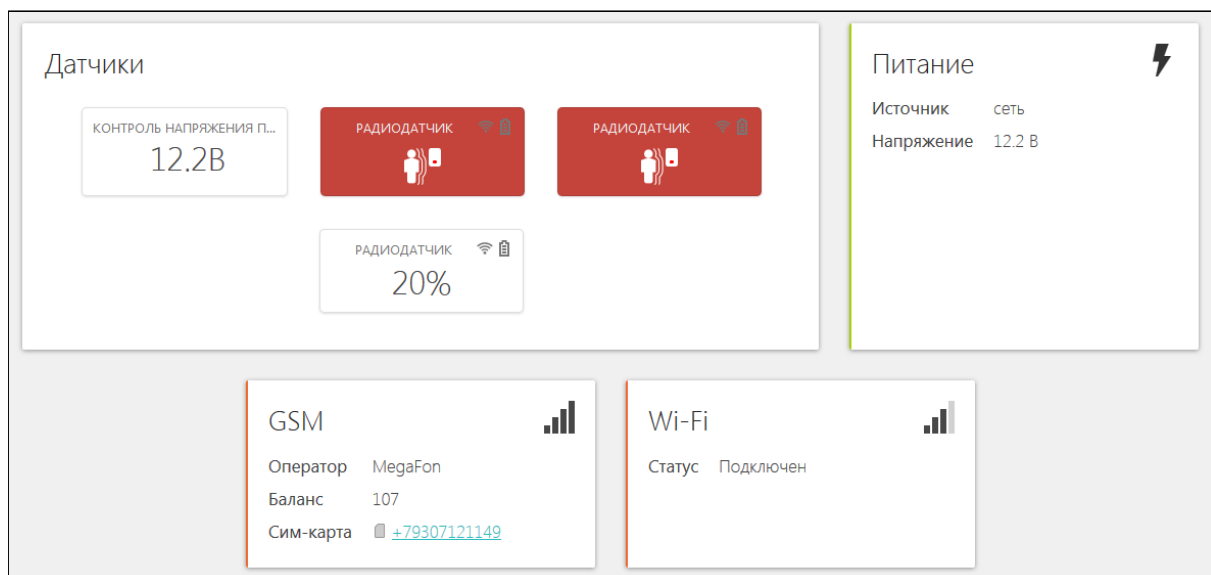 Датчики
КОНТРОЛЬ НАПРЯЖЕНИЯ П...
12.2В
РАДИОДАТЧИК
РАДИОДАТЧИК
РАДИОДАТЧИК
20%
Питание
Источник сеть
Напряжение 12.2 В
GSM
Оператор MegaFon
Баланс 107
Сим-карта +79307121149
Wi-Fi
Статус Подключен